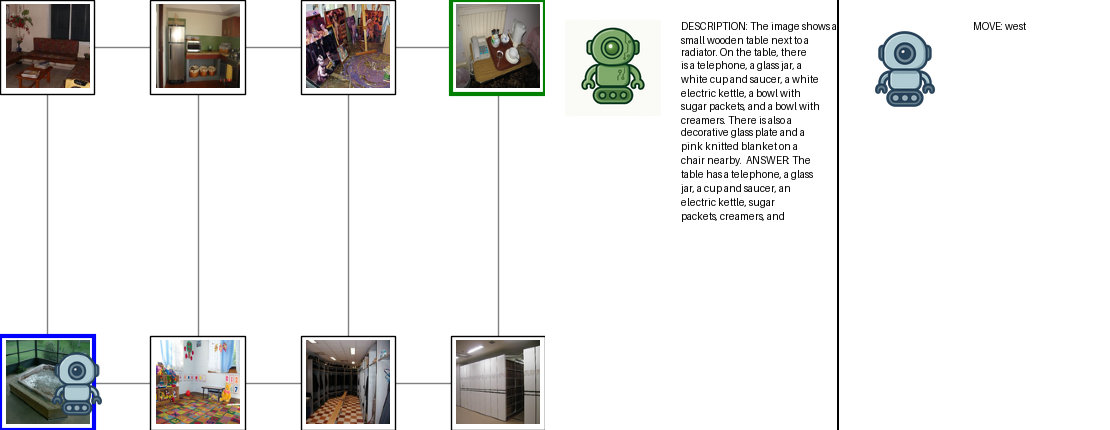 DESCRIPTION: The image shows a
small wooden table next to a
radiator. On the table, there
is a telephone, a glass jar, a
white cup and saucer, a white
electric kettle, a bowl with
sugar packets, and a bowl with
creamers. There is also a
decorative glass plate and a
pink knitted blanket on a
chair nearby.  ANSWER: The
table has a telephone, a glass
jar, a cup and saucer, an
electric kettle, sugar
packets, creamers, and
MOVE: west